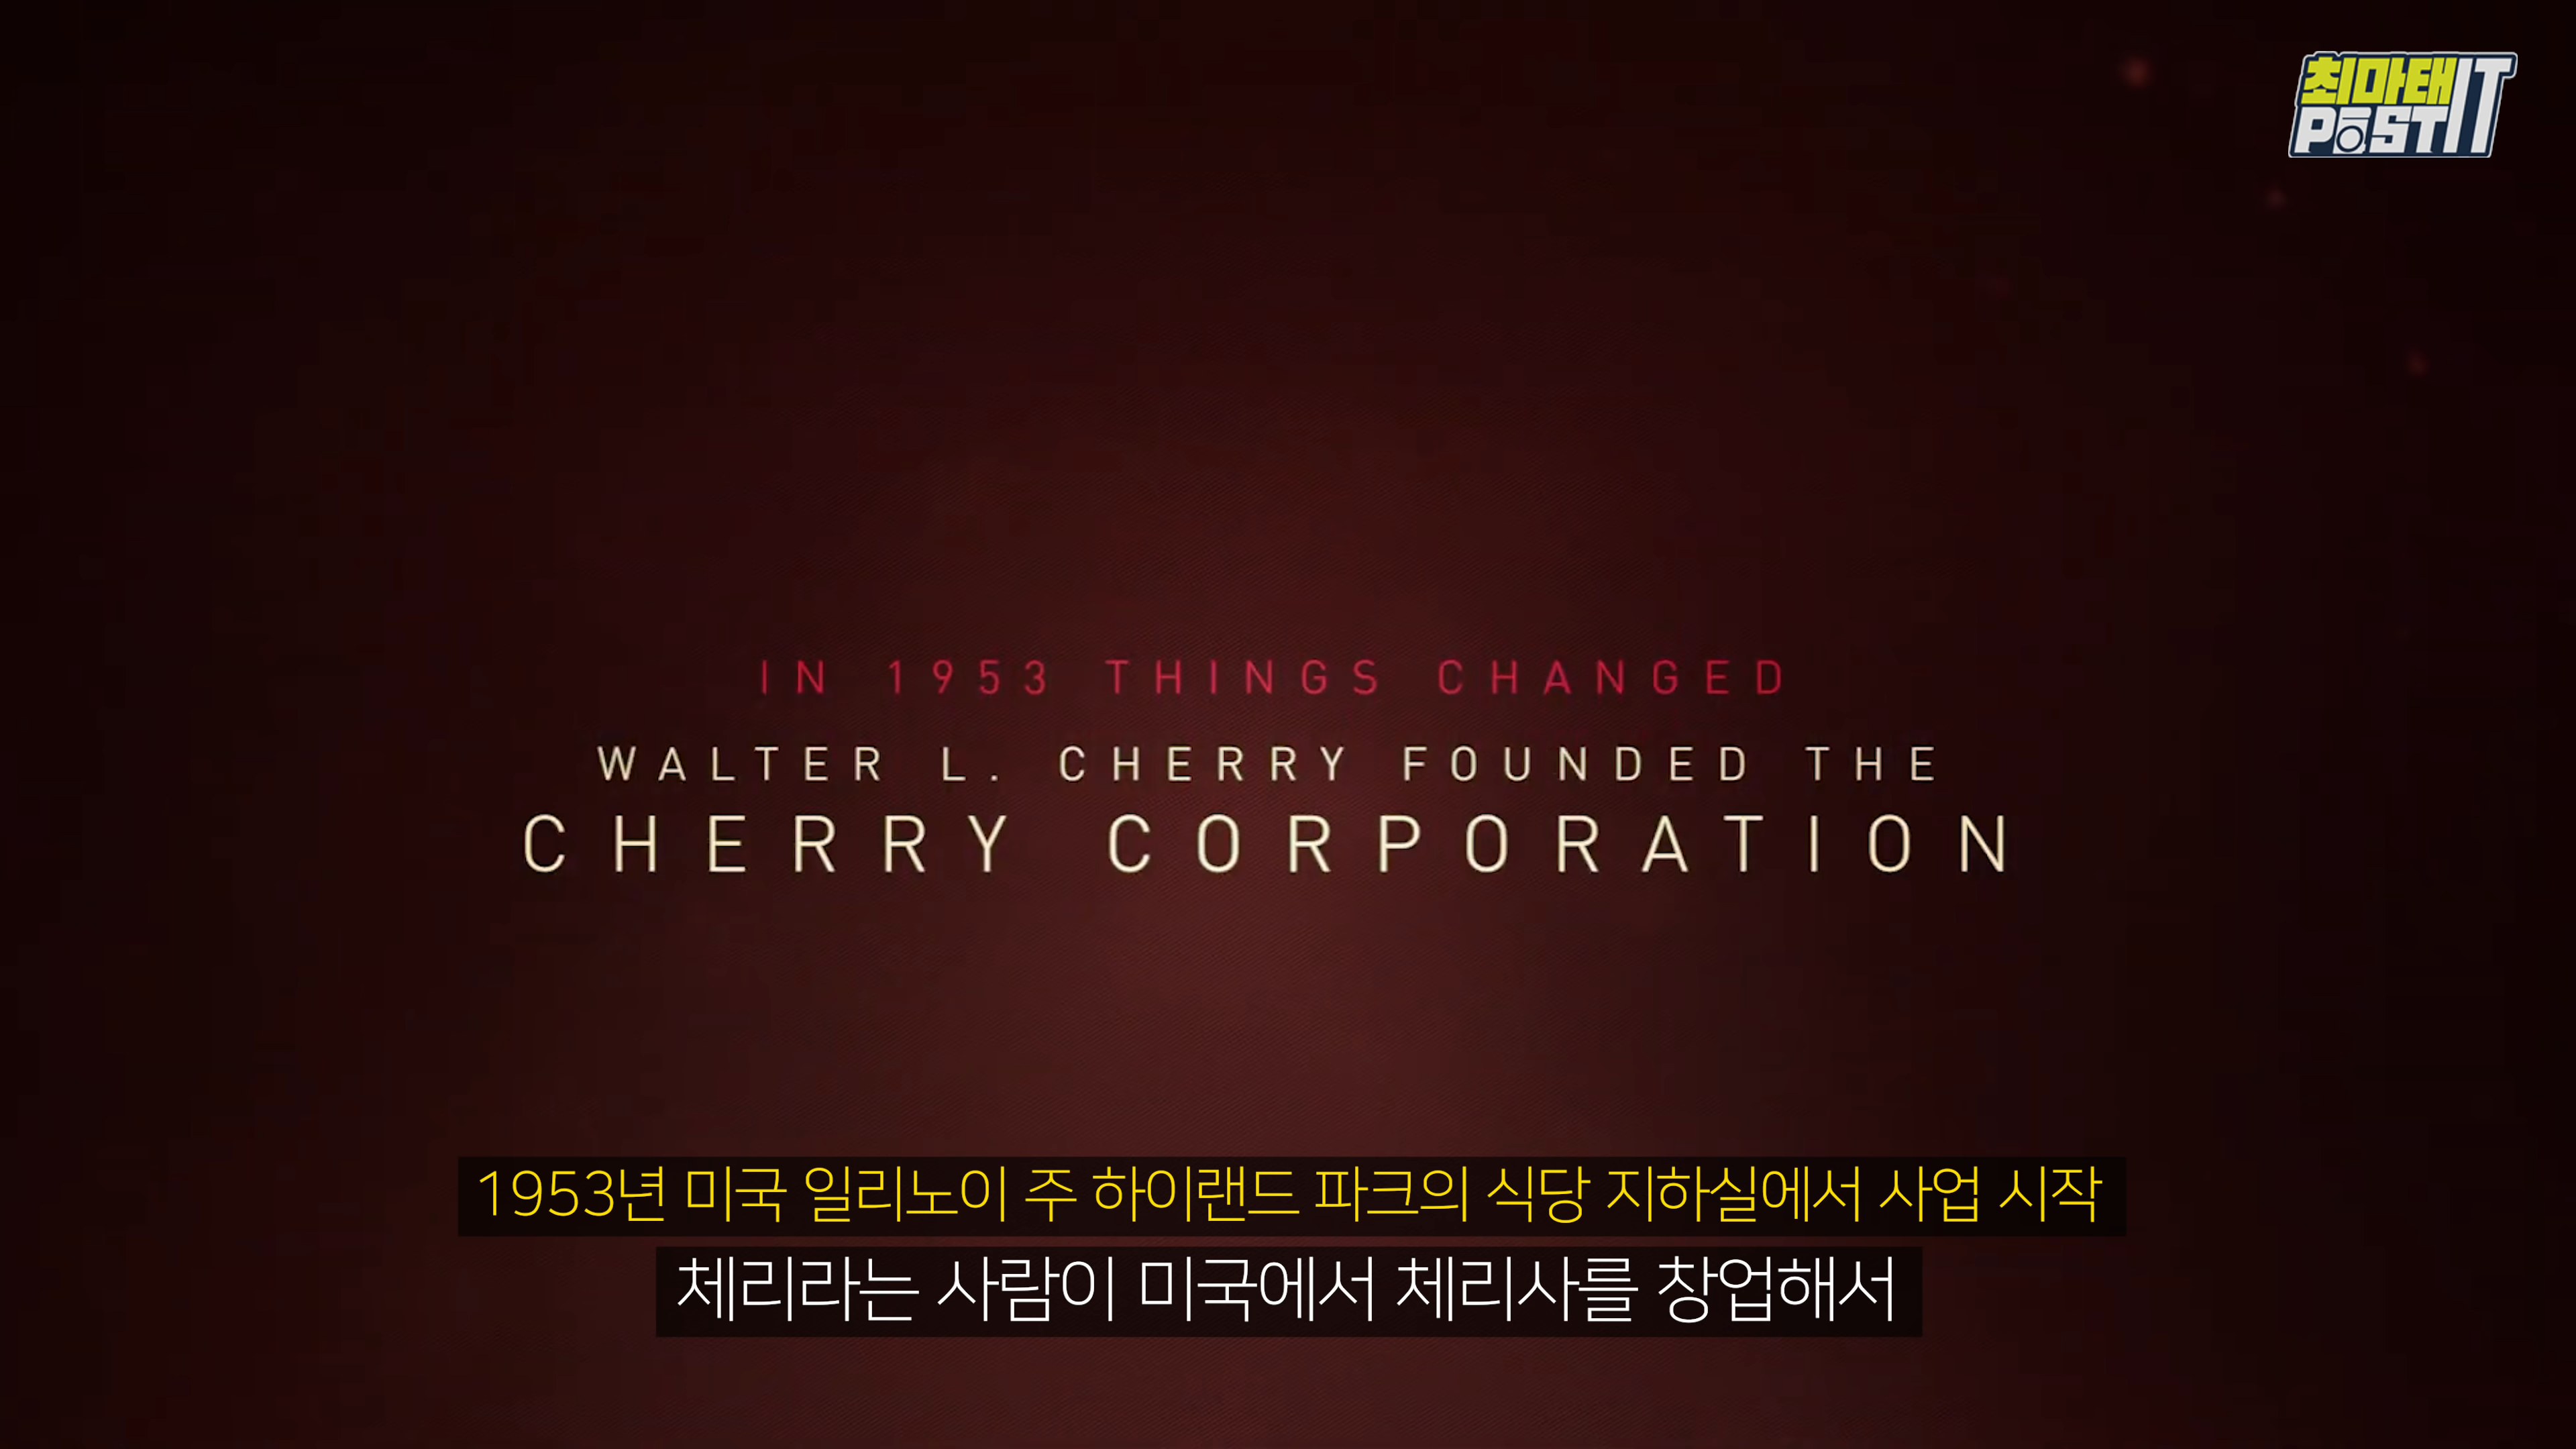 최마태
POSTIT
IN 1953 THINGS CHANGED
WALTER L. CHERRY FOUNDED THE
CHERRY CORPORATION
1953년 미국 일리노이 주 하이랜드 파크의 식당 지하실에서 사업 시작
체리라는 사람이 미국에서 체리사를 창업해서